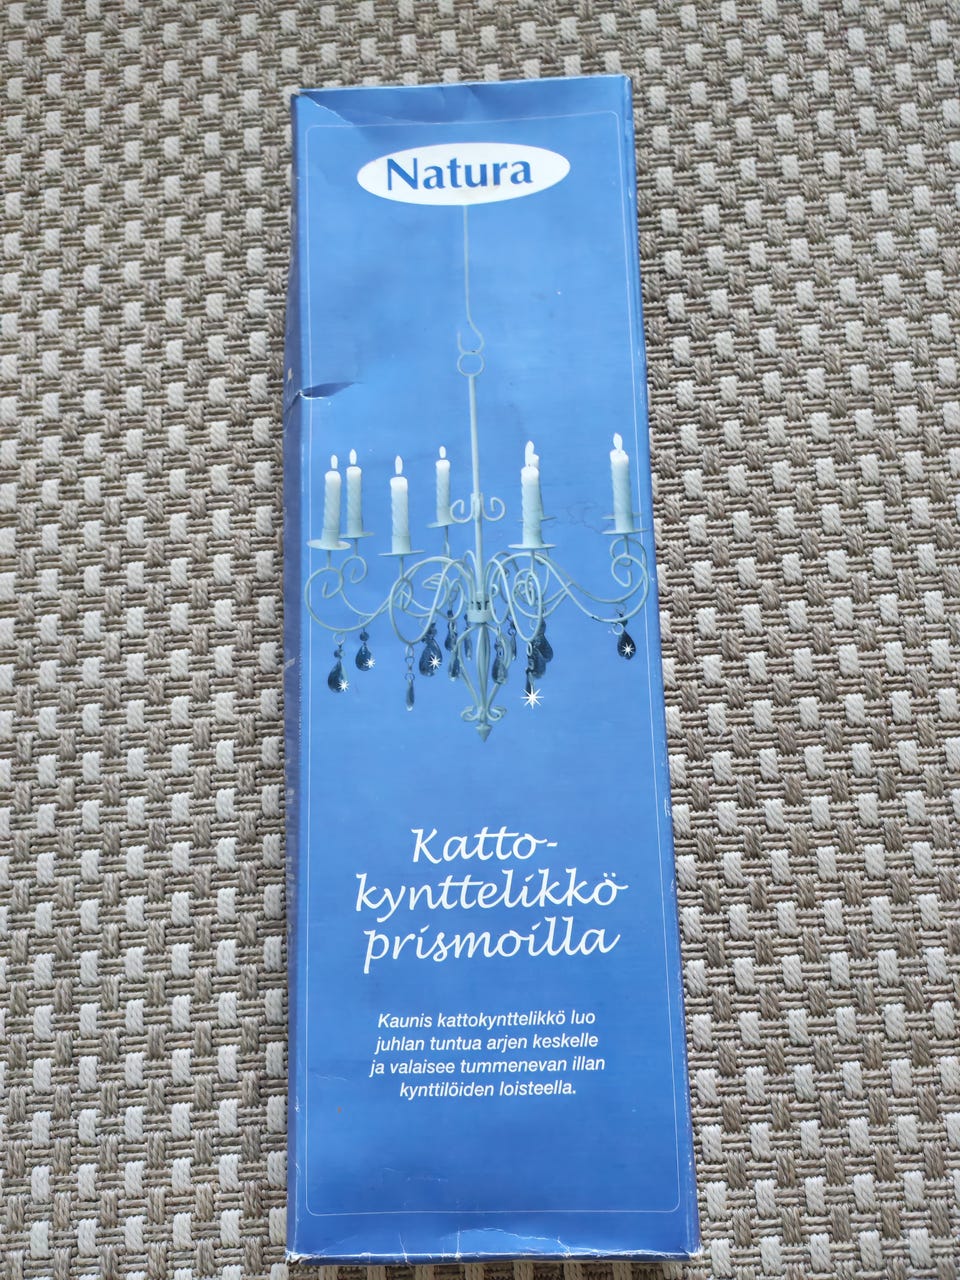 Natura
Katto-
kynttelikkö
prismoilla
Kaunis kattokynttelikkö luo
juhlan tuntua arjen keskelle
ja valaisee tummenevan illan
kynttilöiden loisteella.